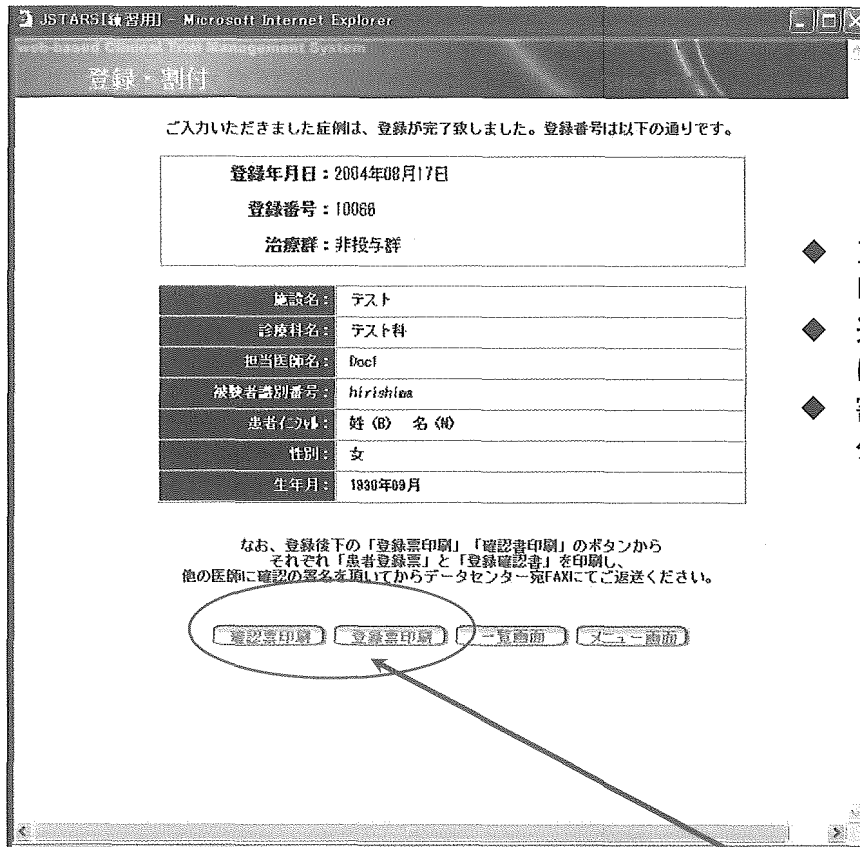 JSTARS[練習用] - Microsoft Internet Explorer
web-based Clinical Trial Management System
登録・割付
ご入力いただきました症例は、登録が完了致しました。登録番号は以下の通りです。
登録年月日：2004年08月17日
登録番号：10066
治療群：非投与群
施設名： テスト
診療科名： テスト科
担当医師名： Doc1
被験者識別番号： hirishima
患者イニシャル： 姓 (B) 名 (N)
性別： 女
生年月： 1930年09月
なお、登録後下の「登録票印刷」「確認書印刷」のボタンから
それぞれ「患者登録票」と「登録確認書」を印刷し、
他の医師に確認の署名を頂いてからデータセンター宛FAXにてご返送ください。
確認票印刷 登録票印刷 一覧画面 メニュー画面